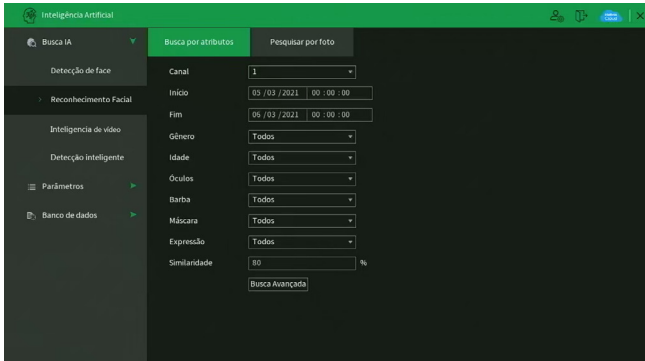 Inteligência Artificial
Busca IA
Detecção de face
> Reconhecimento Facial
Inteligencia de vídeo
Detecção inteligente
Parâmetros
Banco de dados
Busca por atributos
Pesquisar por foto
Canal 1
Início 05 /03 /2021 00 : 00 : 00
Fim 06 /03 /2021 00 : 00 : 00
Gênero Todos
Idade Todos
Óculos Todos
Barba Todos
Máscara Todos
Expressão Todos
Similaridade 80 %
Busca Avançada